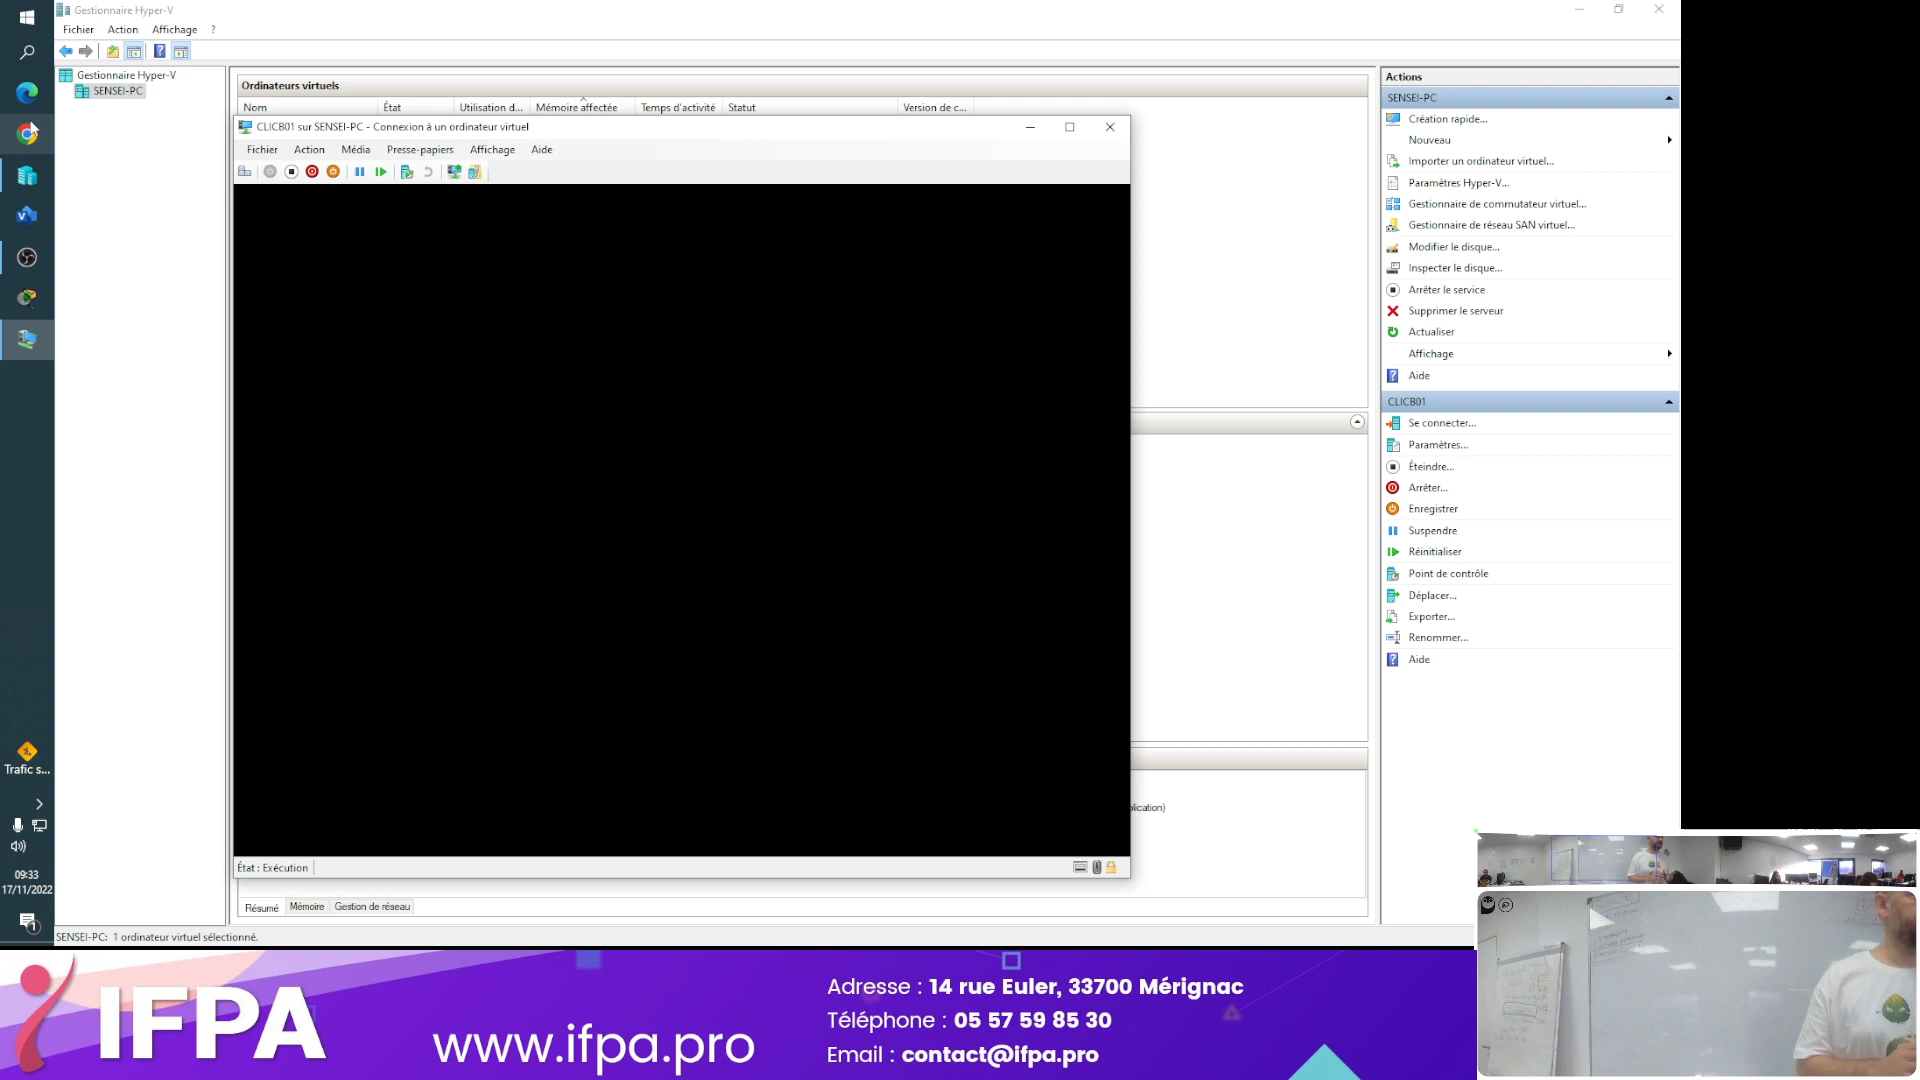 Gestionnaire Hyper-V
Fichier Action Affichage ?
Gestionnaire Hyper-V
SENSEI-PC
Ordinateurs virtuels
Nom État Utilisation d... Mémoire affectée Temps d'activité Statut Version de c...
CLICB01 sur SENSEI-PC - Connexion à un ordinateur virtuel
Fichier Action Média Presse-papiers Affichage Aide
État : Exécution
plication)
Résumé Mémoire Gestion de réseau
SENSEI-PC: 1 ordinateur virtuel sélectionné.
Actions
SENSEI-PC
Création rapide...
Nouveau
Importer un ordinateur virtuel...
Paramètres Hyper-V...
Gestionnaire de commutateur virtuel...
Gestionnaire de réseau SAN virtuel...
Modifier le disque...
Inspecter le disque...
Arrêter le service
Supprimer le serveur
Actualiser
Affichage
Aide
CLICB01
Se connecter...
Paramètres...
Éteindre...
Arrêter...
Enregistrer
Suspendre
Réinitialiser
Point de contrôle
Déplacer...
Exporter...
Renommer...
Aide
Trafic s...
09:33
17/11/2022
1
IFPA
www.ifpa.pro
Adresse : 14 rue Euler, 33700 Mérignac
Téléphone : 05 57 59 85 30
Email : contact@ifpa.pro